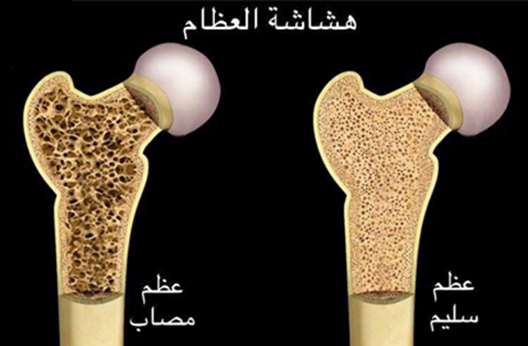 هشاشة العظام
عظم
سليم
عظم
مصاب